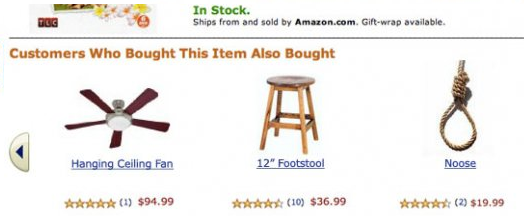 In Stock.
TLC
Ships from and sold by Amazon.com. Gift-wrap available.
Customers Who Bought This Item Also Bought
Hanging Ceiling Fan
12” Footstool
Noose
(1) $94.99
(10) $36.99
(2) $19.99